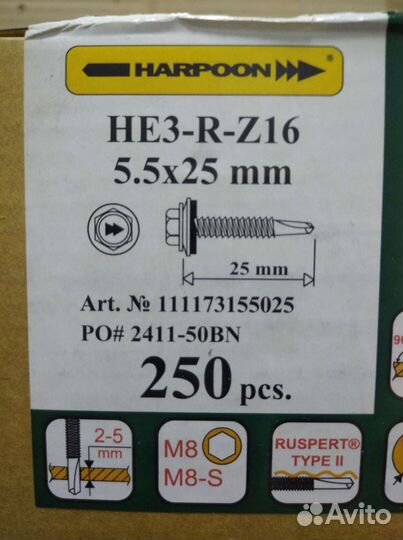 HARPOON®
HE3-R-Z16
5.5x25 mm
25 mm
Art. № 111173155025
PO# 2411-50BN
250 pcs.
2-5
mm
M8
M8-S
RUSPERT®
TYPE II
Avito